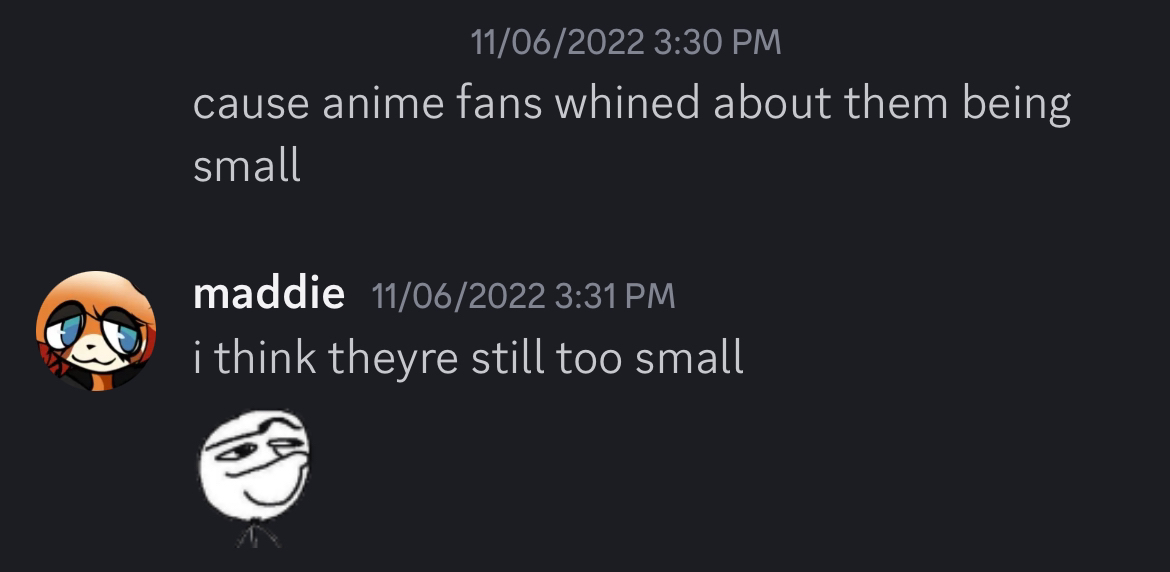 11/06/2022 3:30 PM
cause anime fans whined about them being
small
maddie 11/06/2022 3:31 PM
i think theyre still too small